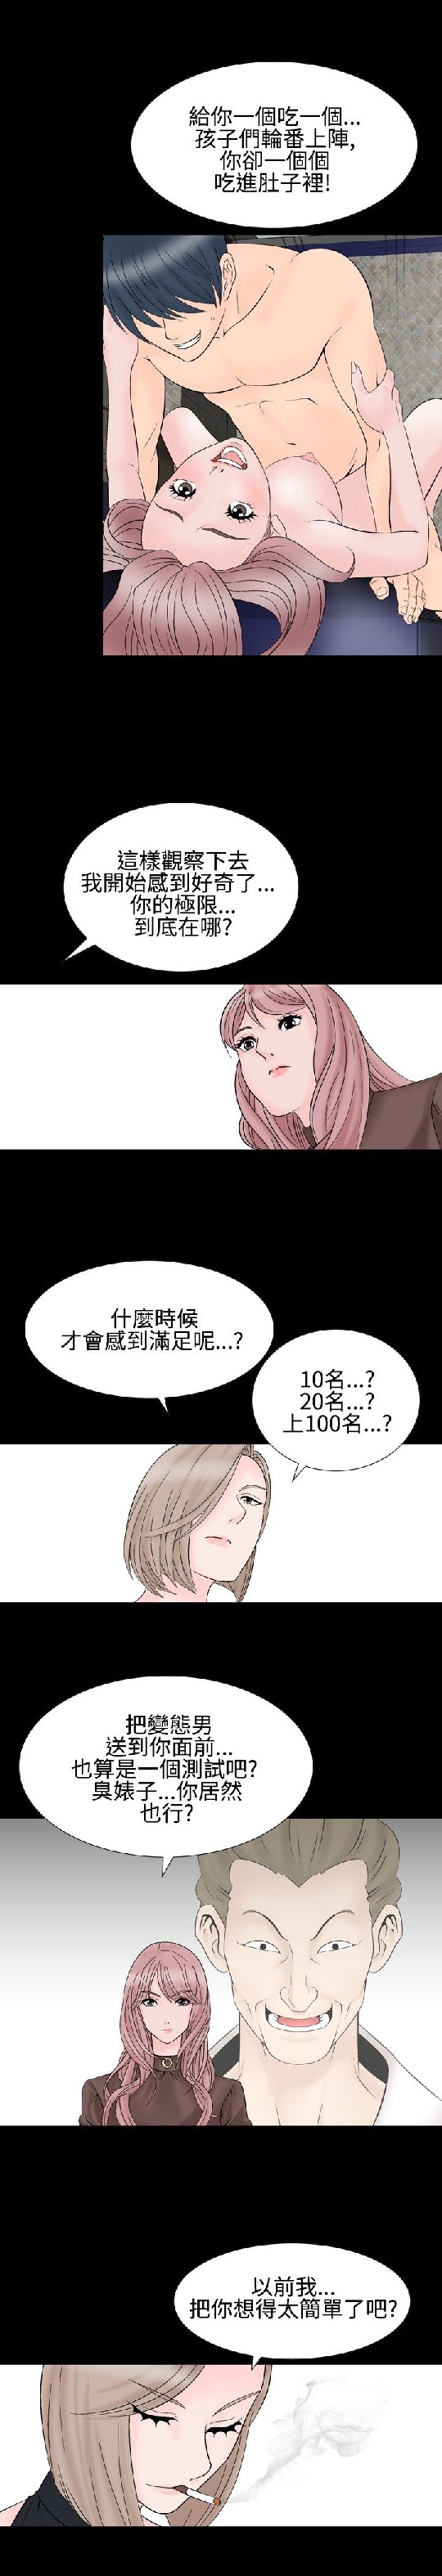 給你一個吃一個...
孩子們輪番上陣,
你卻一個個
吃進肚子裡!
這樣觀察下去
我開始感到好奇了...
你的極限...
到底在哪?
什麼時候
才會感到滿足呢...?
10名...?
20名...?
上100名...?
把變態男
送到你面前...
也算是一個測試吧?
臭婊子...你居然
也行?
以前我...
把你想得太簡單了吧?